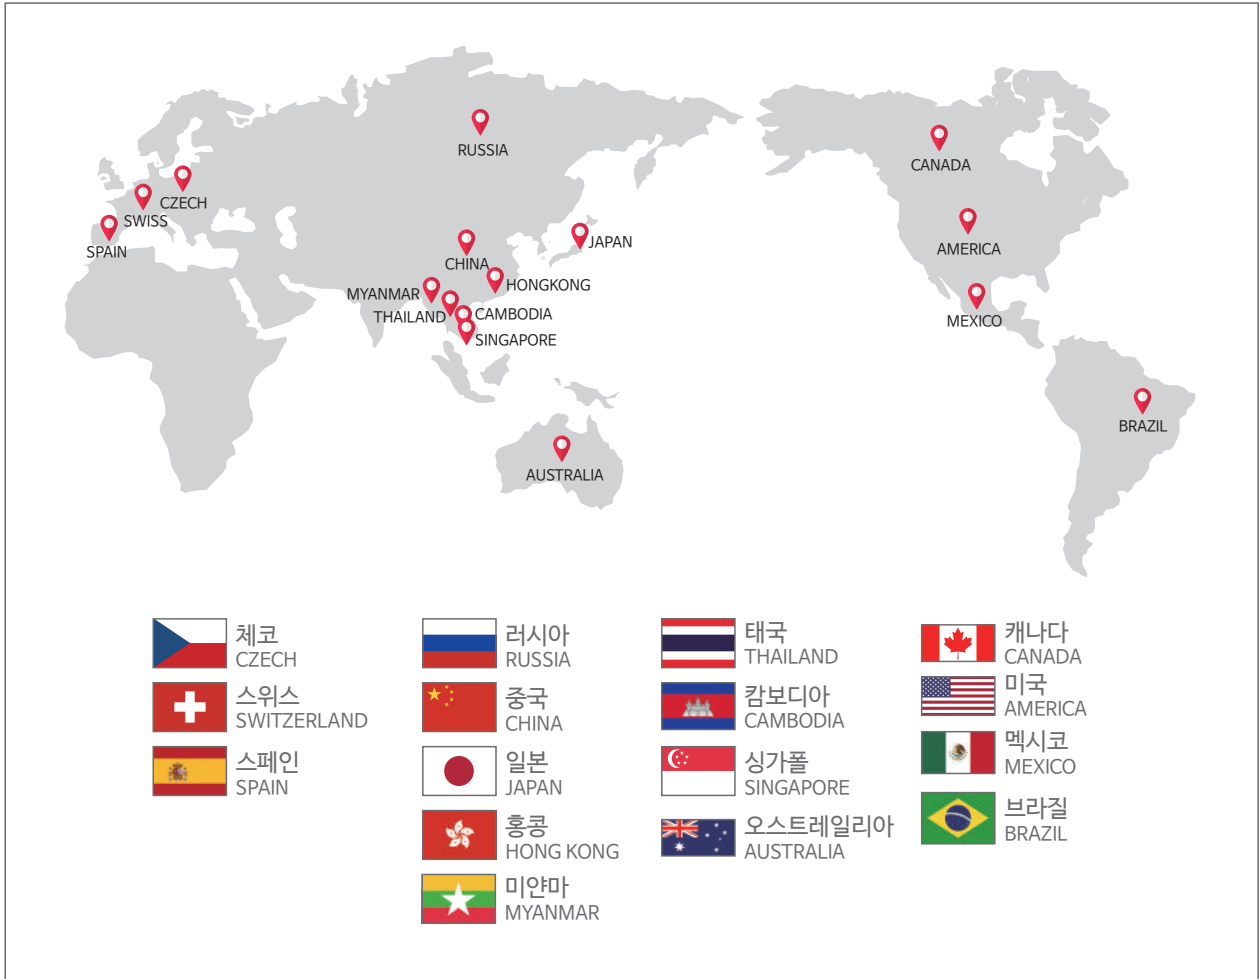 RUSSIA
CANADA
CZECH
SWISS
SPAIN
JAPAN
AMERICA
CHINA
HONGKONG
MYANMAR
THAILAND
CAMBODIA
MEXICO
SINGAPORE
BRAZIL
AUSTRALIA
체코
CZECH
스위스
SWITZERLAND
스페인
SPAIN
러시아
RUSSIA
중국
CHINA
일본
JAPAN
홍콩
HONG KONG
미얀마
MYANMAR
태국
THAILAND
캄보디아
CAMBODIA
싱가폴
SINGAPORE
오스트레일리아
AUSTRALIA
캐나다
CANADA
미국
AMERICA
멕시코
MEXICO
브라질
BRAZIL